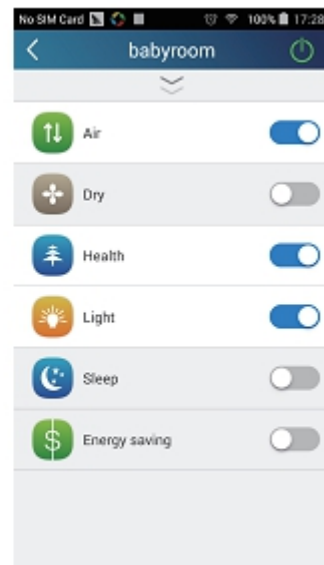 No SIM Card 100% 17:28
babyroom
Air
Dry
Health
Light
Sleep
$ Energy saving